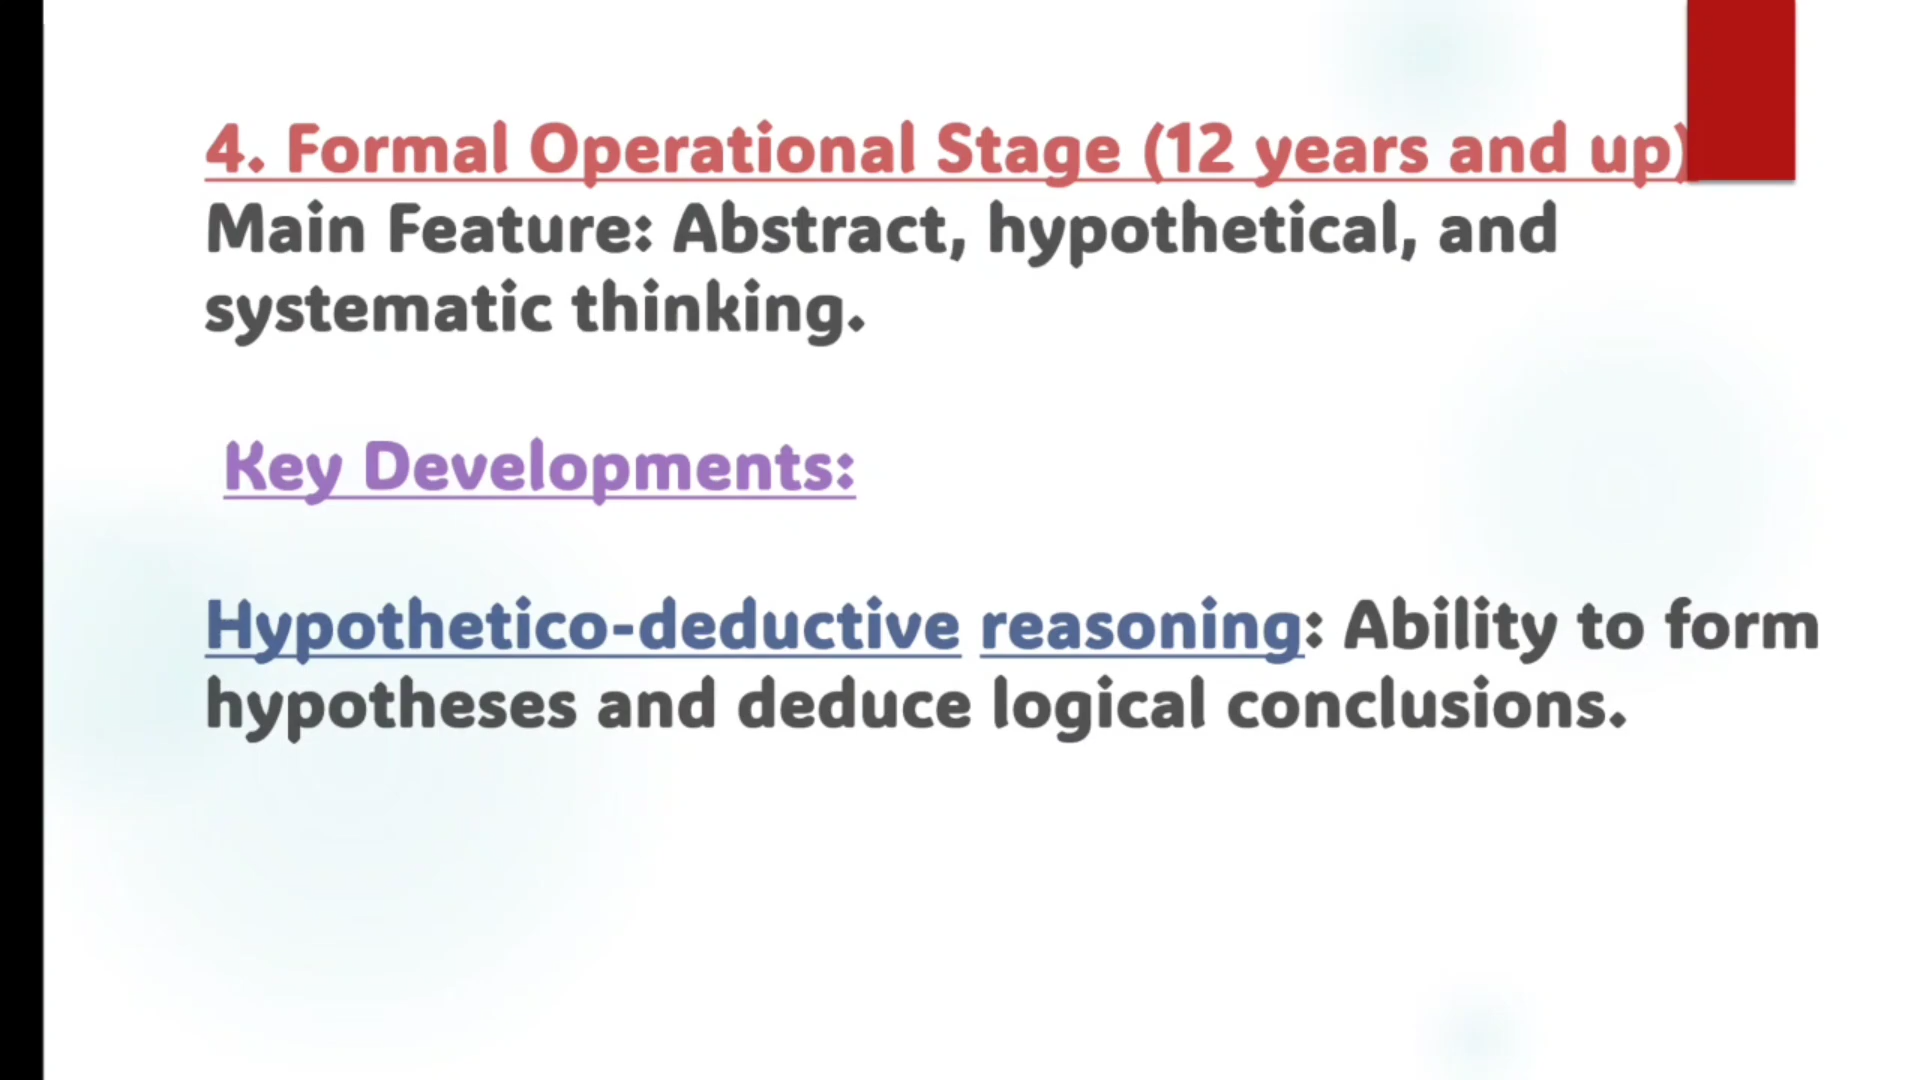 4. Formal Operational Stage (12 years and up)
Main Feature: Abstract, hypothetical, and
systematic thinking.
Key Developments:
Hypothetico-deductive reasoning: Ability to form
hypotheses and deduce logical conclusions.